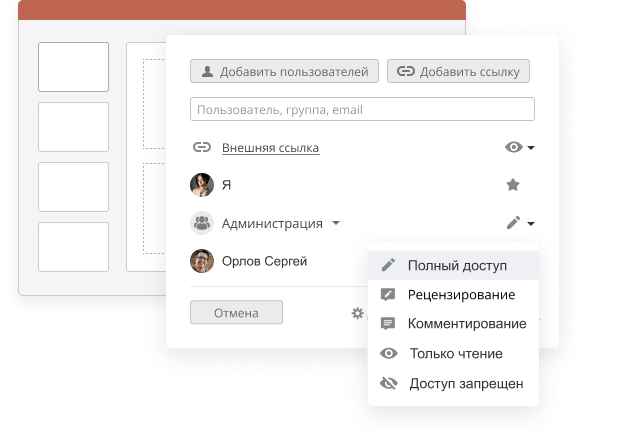 Добавить пользователей
Добавить ссылку
Пользователь, группа, email
Внешняя ссылка
Я
Администрация
Орлов Сергей
Полный доступ
Рецензирование
Отмена
Комментирование
Только чтение
Доступ запрещен